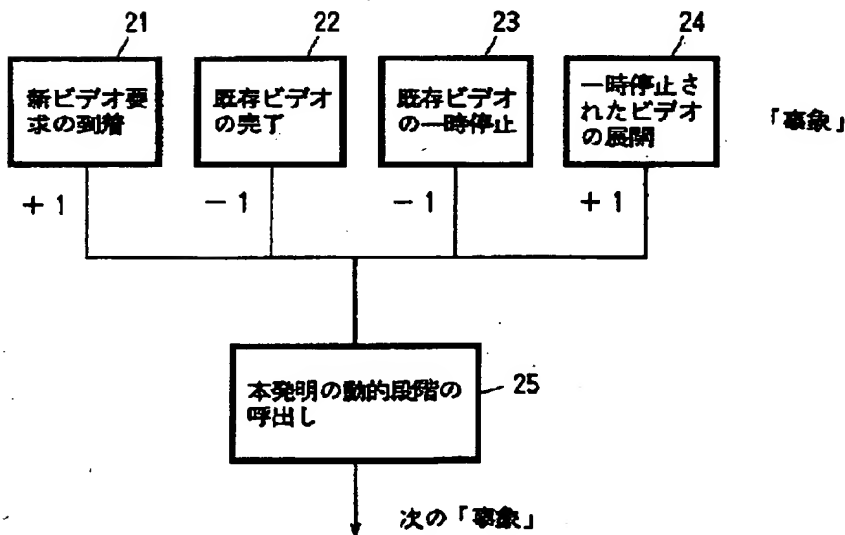 21
22
23
24
新ビデオ要
求の到着
既存ビデオ
の完了
既存ビデオ
の一時停止
一時停止さ
れたビデオ
の展開
「事象」
+1
-1
-1
+1
本発明の動的段階の
呼出し
25
次の「事象」